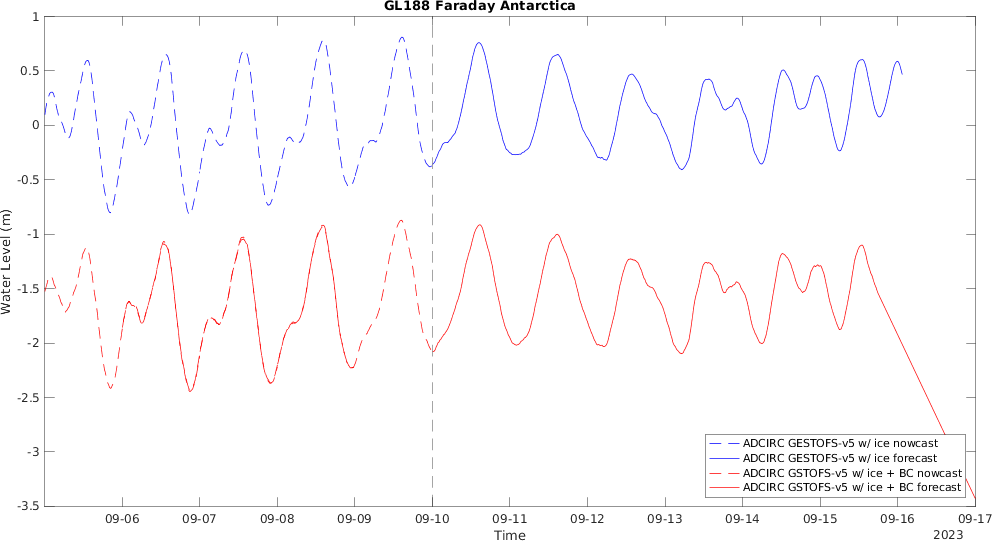 GL188 Faraday Antarctica
1
0.5
0
-0.5
-1
-1.5
-2
-2.5
-3
-3.5
Water Level (m)
ADCIRC GESTOFS-v5 w/ ice nowcast
ADCIRC GESTOFS-v5 w/ ice forecast
ADCIRC GSTOFS-v5 w/ ice + BC nowcast
ADCIRC GSTOFS-v5 w/ ice + BC forecast
09-06 09-07 09-08 09-09 09-10 09-11 09-12 09-13 09-14 09-15 09-16 09-17
Time
2023